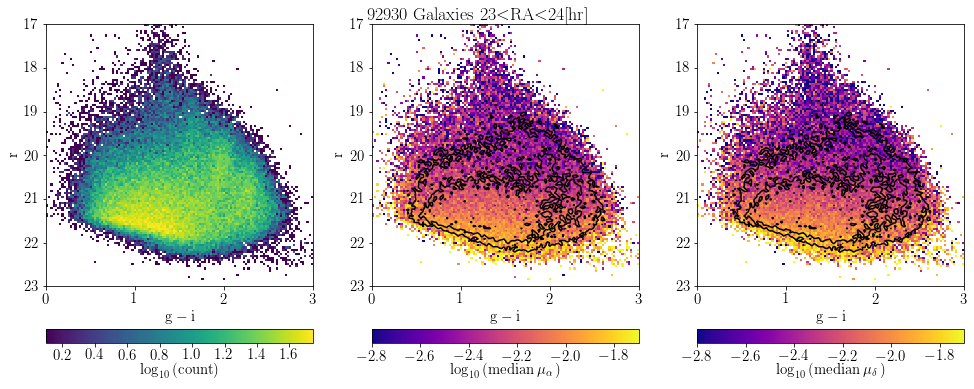 92930 Galaxies 23<RA<24[hr]
17
18
19
20
21
22
23
r
0 1 2 3
g − i
0.2 0.4 0.6 0.8 1.0 1.2 1.4 1.6
log10(count)
17
18
19
20
21
22
23
r
0 1 2 3
g − i
−2.8 −2.6 −2.4 −2.2 −2.0 −1.8
log10(median μα)
17
18
19
20
21
22
23
r
0 1 2 3
g − i
−2.8 −2.6 −2.4 −2.2 −2.0 −1.8
log10(median μδ)